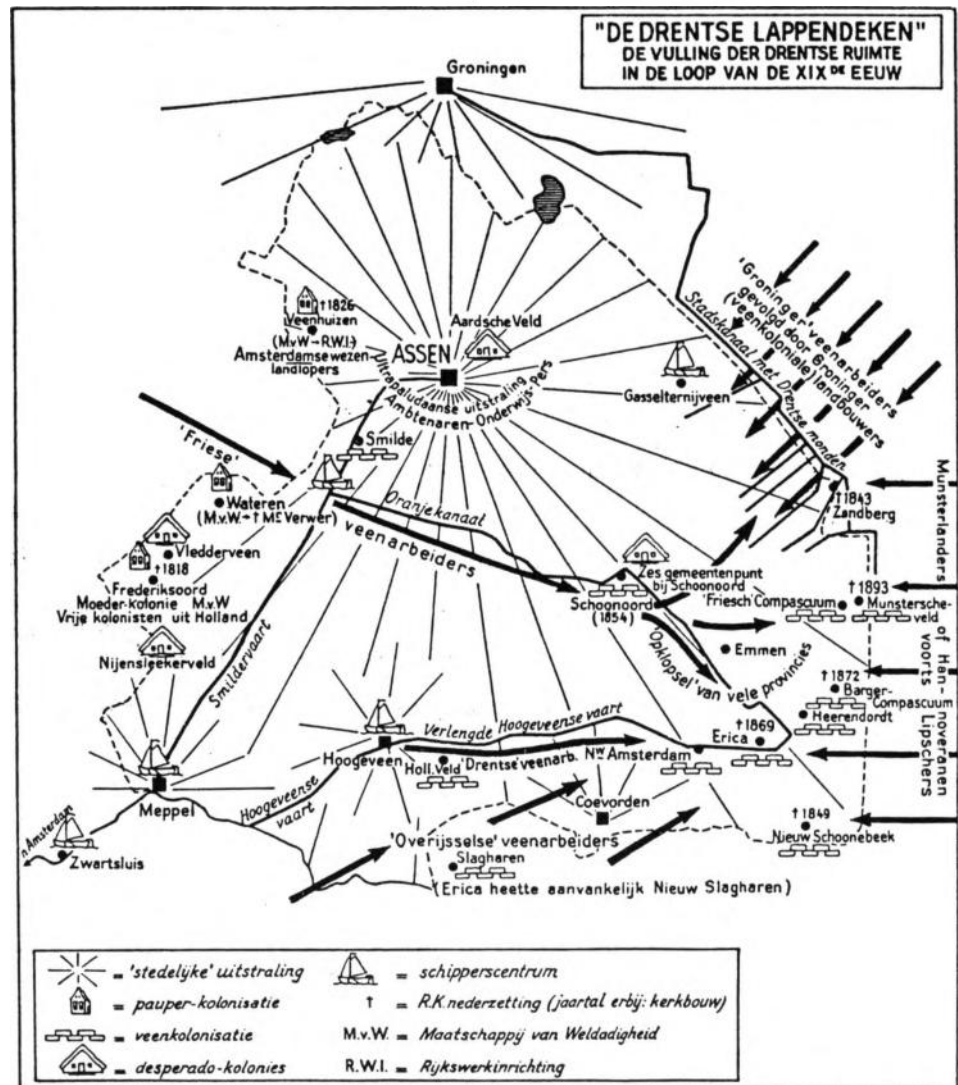 "DE DRENTSE LAPPENDEKEN"
DE VULLING DER DRENTSE RUIMTE
IN DE LOOP VAN DE XIXDE EEUW
Groningen
'Groninger' veenarbeiders
gevolgd door Groninger
(veenkoloniale) landbouwers
Stadskanaal met Drentse monden
†1826
Veenhuizen
(M.v.W → R.W.I.)
Amsterdamse wezen-
landlopers
Aardsche Veld
ASSEN
Ultrapaludaanse uitstraling
Ambtenaren-Onderwijs-Pers
Gasselternijveen
'Friese'
Smilde
Wateren
(M.v.W.→ † Mr Verwer)
Oranjekanaal
veenarbeiders
†1843
Zandberg
Munsterlanders of Hannoveranen
voorts Lipschers
Vledderveen
†1818
Frederiksoord
Moeder-kolonie M.v.W
Vrije kolonisten uit Holland
Zes gemeentenpunt
bij Schoonoord
Schoonoord
(1854)
'Friesch' Compascuum
†1893
Munstersche-
veld
Nijensleekerveld
Smildervaart
Emmen
'Opklopsel' van vele provincies
†1872
Barger-
Compascuum
Heerendordt
Verlengde Hoogeveense vaart
†1869
Erica
Hoogeveen
Holl. Veld
'Drentse' veenarb.
Nw Amsterdam
Meppel
Hoogeveense
vaart
Coevorden
†1849
Nieuw Schoonebeek
n. Amsterdam
Zwartsluis
'Overijsselse' veenarbeiders
Slagharen
(Erica heette aanvankelijk Nieuw Slagharen)
= 'stedelijke' uitstraling
= pauper-kolonisatie
= veenkolonisatie
= desperado-kolonies
= schipperscentrum
† = R.K. nederzetting (jaartal erbij: kerkbouw)
M.v.W. = Maatschappij van Weldadigheid
R.W.I. = Rijkswerkinrichting